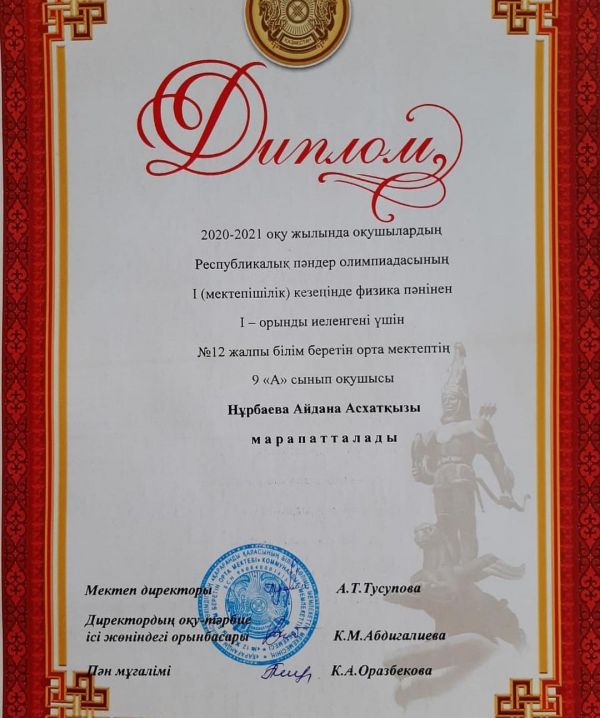 ҚАЗАҚСТАН
Диплом
2020-2021 оқу жылында оқушылардың
Республикалық пәндер олимпиадасының
І (мектепішілік) кезеңінде физика пәнінен
І – орынды иеленгені үшін
№12 жалпы білім беретін орта мектептің
9 «А» сынып оқушысы
Нұрбаева Айдана Асхатқызы
м а р а п а т т а л а д ы
Мектеп директоры А.Т.Тусупова
Директордың оқу-тәрбие
ісі жөніндегі орынбасары К.М.Абдигалиева
Пән мұғалімі К.А.Оразбекова